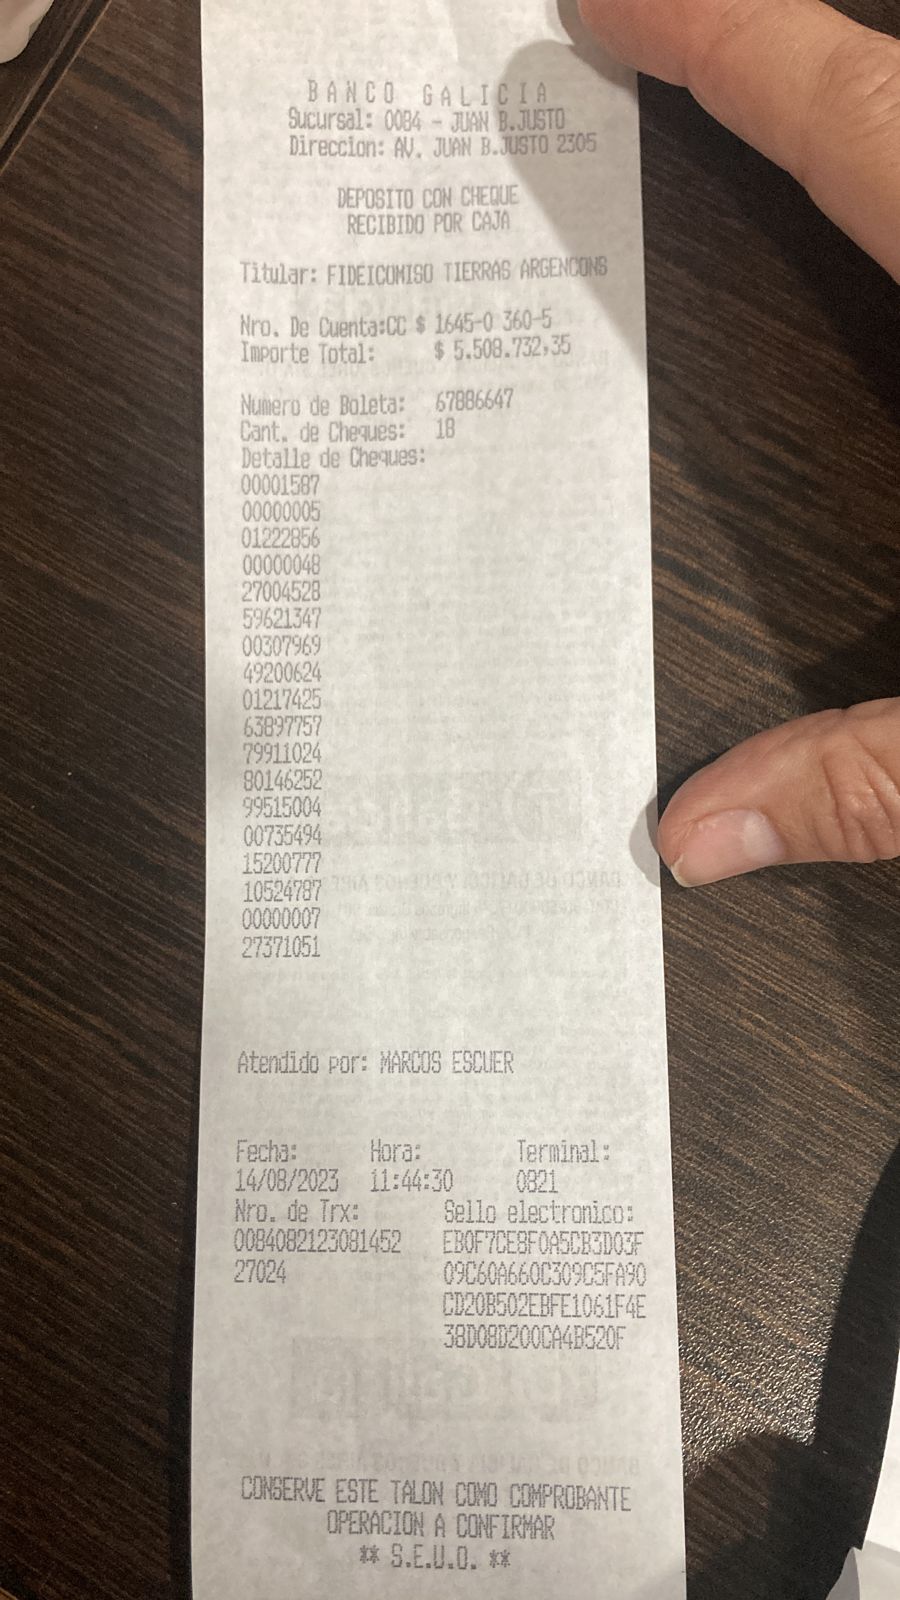 BANCO GALICIA
Sucursal: 0084 - JUAN B.JUSTO
Direccion: AV. JUAN B.JUSTO 2305
DEPOSITO CON CHEQUE
RECIBIDO POR CAJA
Titular: FIDEICOMISO TIERRAS ARGENCONS
Nro. De Cuenta:CC $ 1645-0 360-5
Importe Total: $ 5.508.732,35
Numero de Boleta: 67886647
Cant. de Cheques: 18
Detalle de Cheques:
00001587
00000005
01222856
00000048
27004528
59621347
00307969
49200624
01217425
63897757
79911024
80146252
99515004
00735494
15200777
10524787
00000007
27371051
Atendido por: MARCOS ESCUER
Fecha: Hora: Terminal:
14/08/2023 11:44:30 0821
Nro. de Trx: Sello electronico:
0084082123081452 EB0F7CE8F0A5CB3D03F
27024 09C60A660C309C5FA90
CD20B502EBFE1061F4E
38D08D200CA4B520F
CONSERVE ESTE TALON COMO COMPROBANTE
OPERACION A CONFIRMAR
** S.E.U.O. **